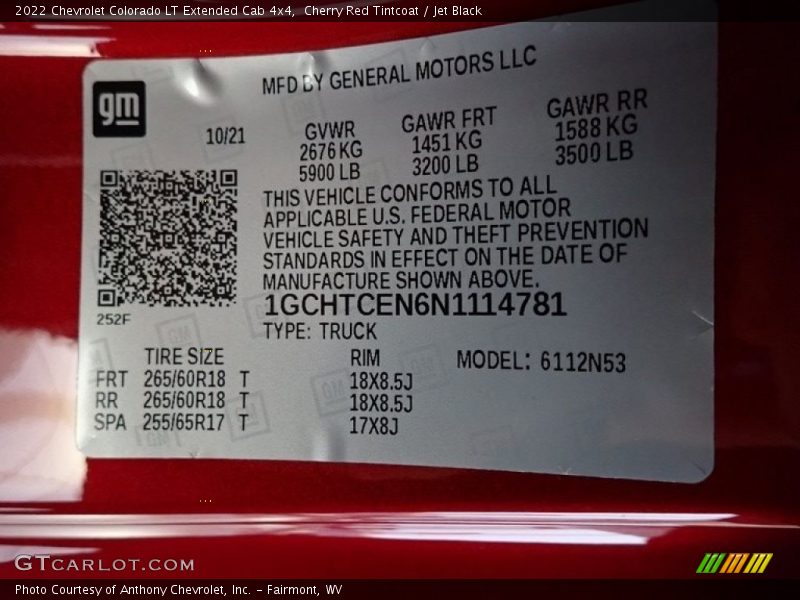 2022 Chevrolet Colorado LT Extended Cab 4x4, Cherry Red Tintcoat / Jet Black
MFD BY GENERAL MOTORS LLC
gm
10/21
GVWR GAWR FRT GAWR RR
2676 KG 1451 KG 1588 KG
5900 LB 3200 LB 3500 LB
THIS VEHICLE CONFORMS TO ALL
APPLICABLE U.S. FEDERAL MOTOR
VEHICLE SAFETY AND THEFT PREVENTION
STANDARDS IN EFFECT ON THE DATE OF
MANUFACTURE SHOWN ABOVE.
1GCHTCEN6N1114781
252F
TYPE: TRUCK
TIRE SIZE RIM MODEL: 6112N53
FRT 265/60R18 T 18X8.5J
RR 265/60R18 T 18X8.5J
SPA 255/65R17 T 17X8J
GTCARLOT.COM
Photo Courtesy of Anthony Chevrolet, Inc. - Fairmont, WV